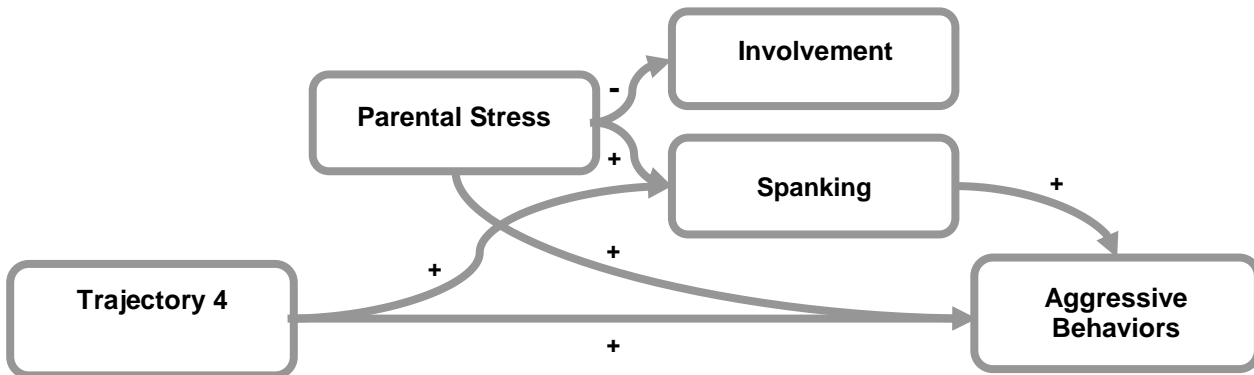 Involvement
Parental Stress
-
+
Spanking
+
+
+
Trajectory 4
Aggressive
Behaviors
+